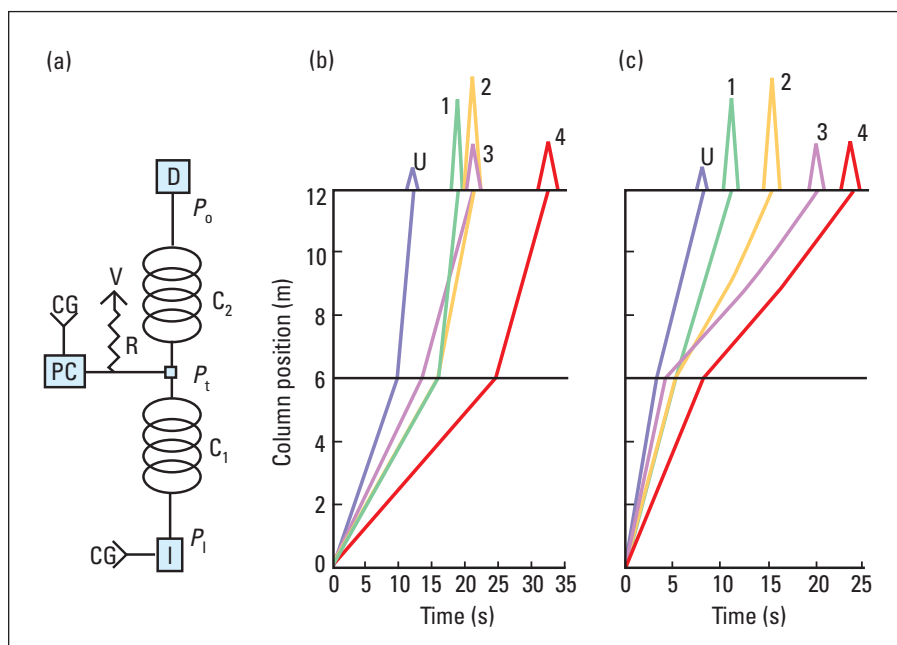 (a)
D
Pₒ
V
C₂
CG
R
PC
Pₜ
C₁
P_I
CG
I
(b)
U
1
2
3
4
Column position (m)
12
10
8
6
4
2
0
0 5 10 15 20 25 30 35
Time (s)
(c)
U
1
2
3
4
0 5 10 15 20 25
Time (s)